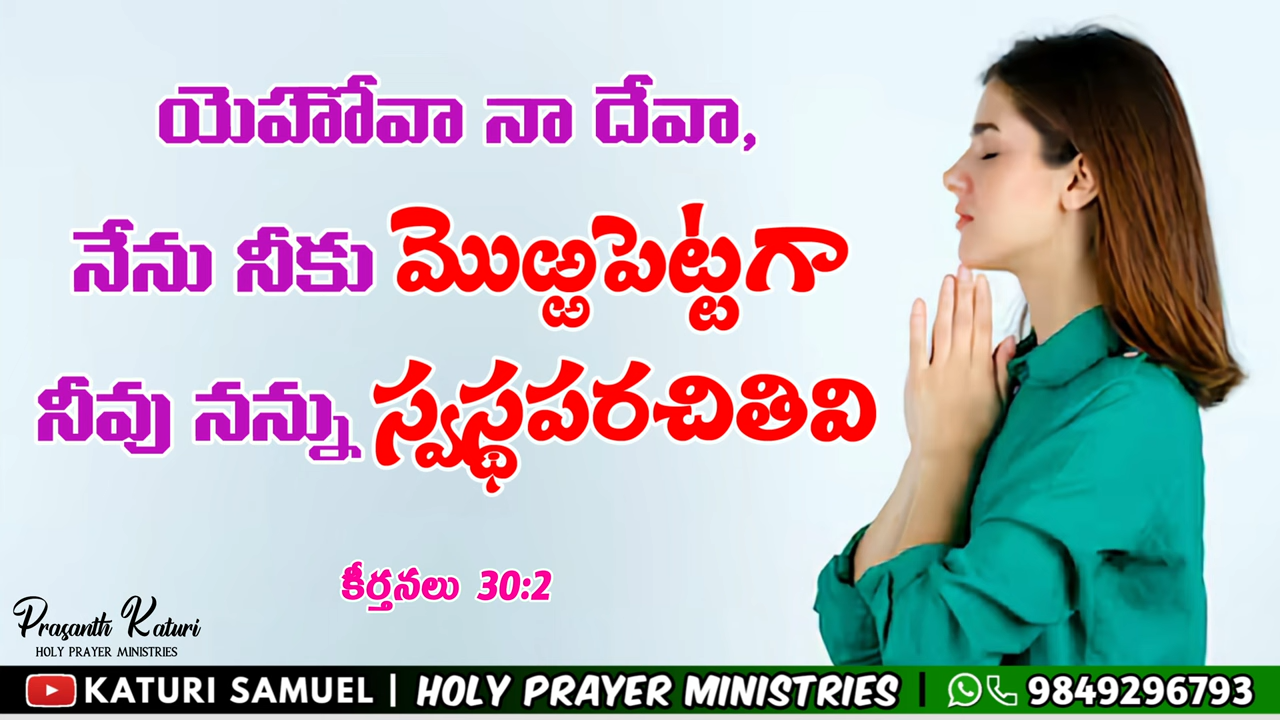 యెహోవా నా దేవా,
నేను నీకు మొఱ్ఱపెట్టగా
నీవు నన్ను స్వస్థపరచితివి
కీర్తనలు 30:2
Prasanth Katuri
HOLY PRAYER MINISTRIES
KATURI SAMUEL | HOLY PRAYER MINISTRIES | 9849296793